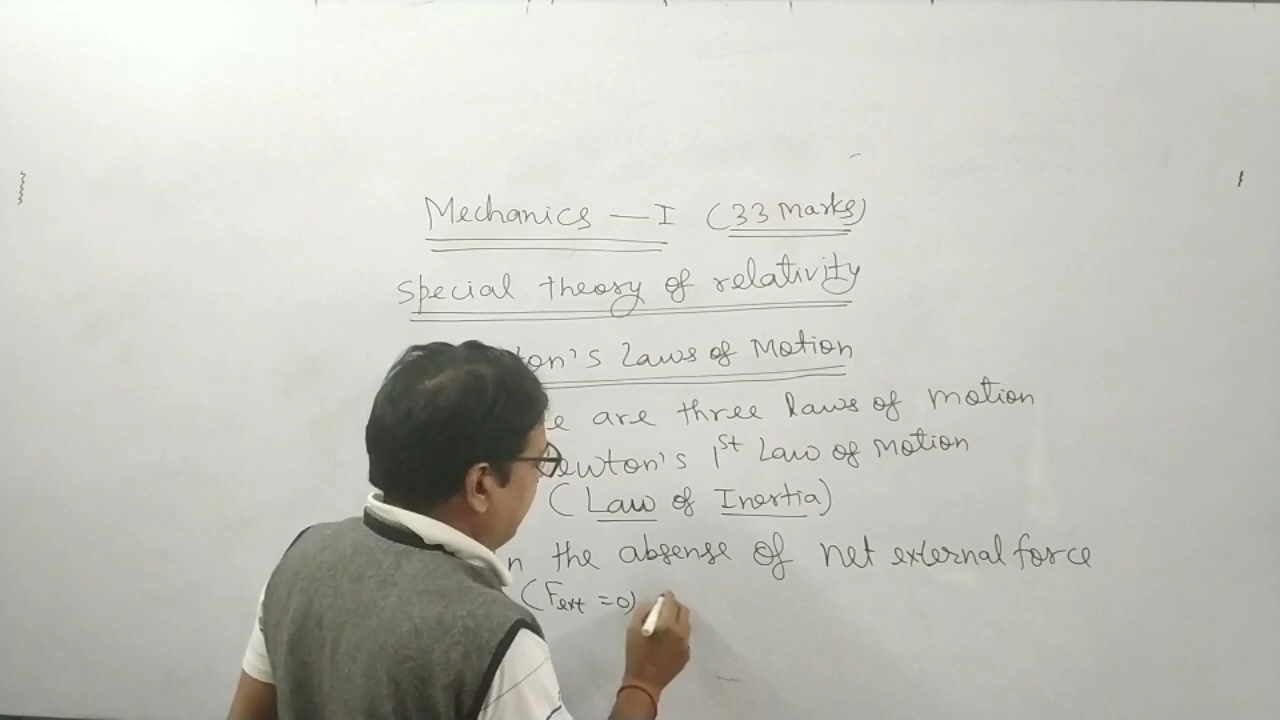 Mechanics — I (33 Marks)
special theory of relativity
ton's Laws of Motion
e are three laws of motion
ewton's 1st Law of Motion
(Law of Inertia)
n the absense of net external force
(Fext = 0)